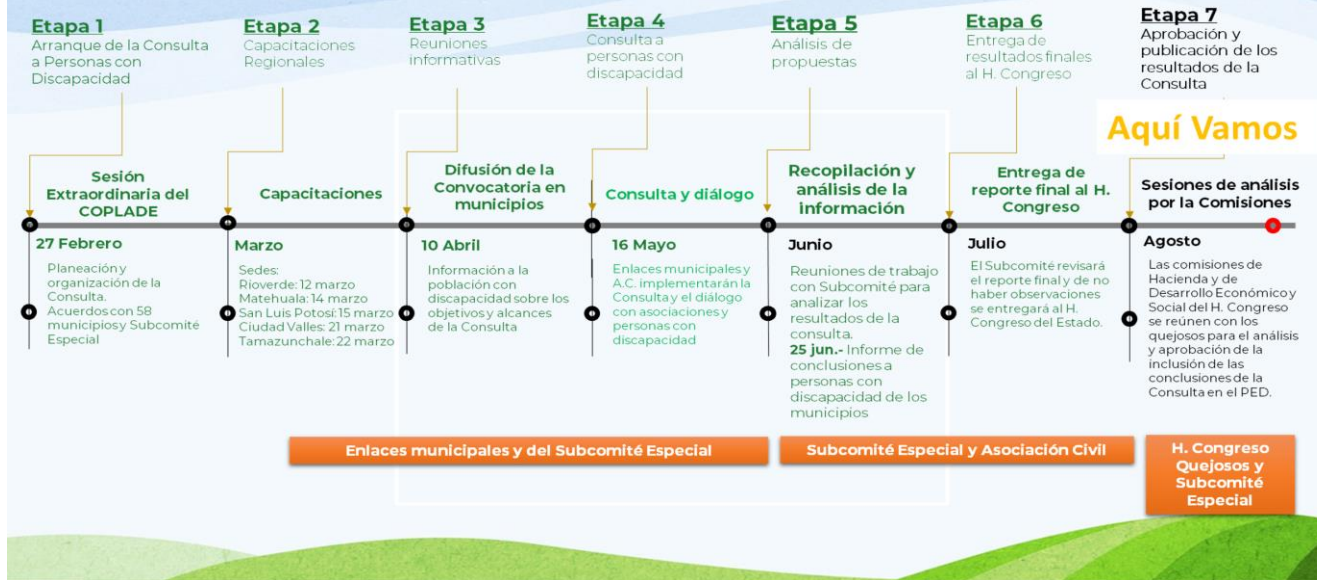 Etapa 1
Arranque de la Consulta
a Personas con
Discapacidad
Etapa 2
Capacitaciones
Regionales
Etapa 3
Reuniones
informativas
Etapa 4
Consulta a
personas con
discapacidad
Etapa 5
Análisis de
propuestas
Etapa 6
Entrega de
resultados finales
al H. Congreso
Etapa 7
Aprobación y
publicación de los
resultados de la
Consulta
Aquí Vamos
Sesión
Extraordinaria del
COPLADE
Capacitaciones
Difusión de la
Convocatoria en
municipios
Consulta y diálogo
Recopilación y
análisis de la
información
Entrega de
reporte final al H.
Congreso
Sesiones de análisis
por la Comisiones
27 Febrero
Planeación y
organización de la
Consulta.
Acuerdos con 58
municipios y Subcomité
Especial
Marzo
Sedes:
Rioverde: 12 marzo
Matehuala: 14 marzo
San Luis Potosí: 15 marzo
Ciudad Valles: 21 marzo
Tamazunchale: 22 marzo
10 Abril
Información a la
población con
discapacidad sobre los
objetivos y alcances
de la Consulta
16 Mayo
Enlaces municipales y
A.C. implementarán la
Consulta y el diálogo
con asociaciones y
personas con
discapacidad
Junio
Reuniones de trabajo
con Subcomité para
analizar los
resultados de la
consulta.
25 jun.- Informe de
conclusiones a
personas con
discapacidad de los
municipios
Julio
El Subcomité revisará
el reporte final y de no
haber observaciones
se entregará al H.
Congreso del Estado.
Agosto
Las comisiones de
Hacienda y de
Desarrollo Económico y
Social del H. Congreso
se reúnen con los
quejosos para el análisis
y aprobación de la
inclusión de las
conclusiones de la
Consulta en el PED.
Enlaces municipales y del Subcomité Especial
Subcomité Especial y Asociación Civil
H. Congreso
Quejosos y
Subcomité
Especial